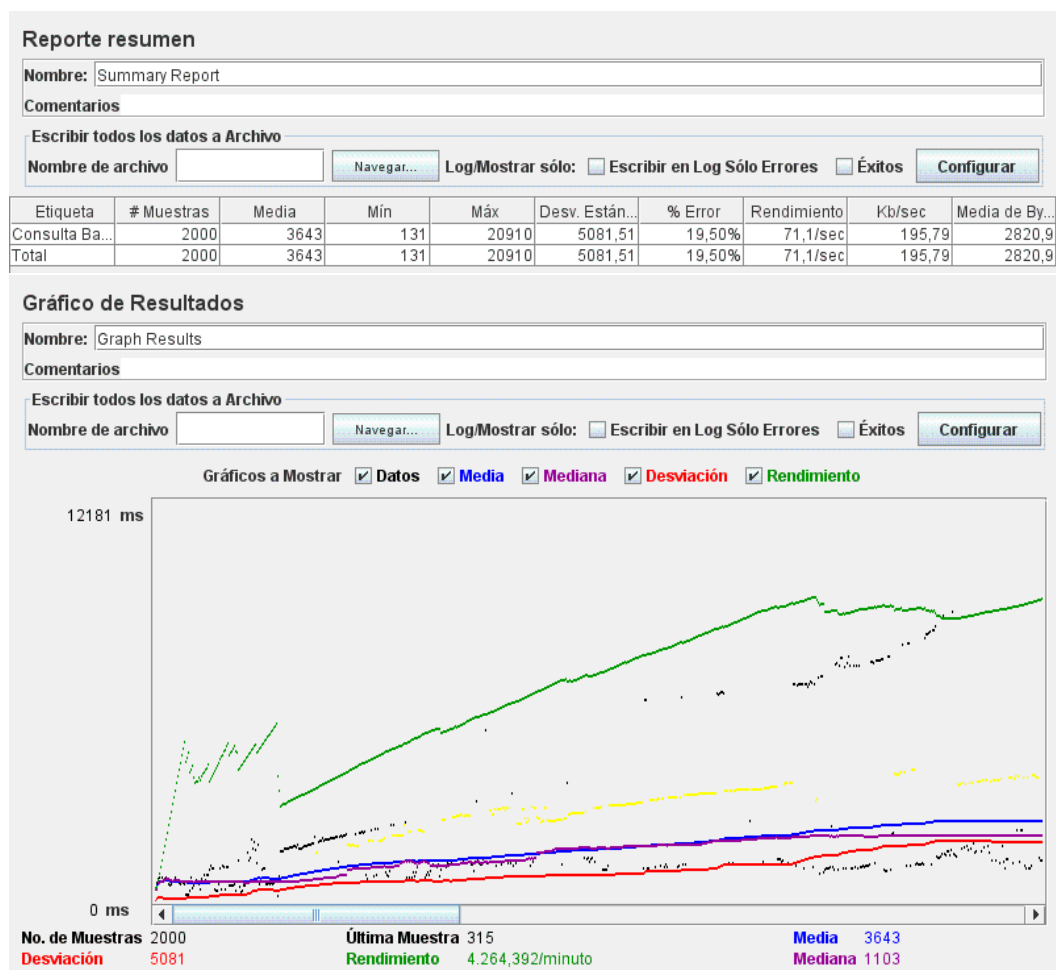 Reporte resumen
Nombre: Summary Report
Comentarios
Escribir todos los datos a Archivo
Nombre de archivo Navegar... Log/Mostrar sólo: Escribir en Log Sólo Errores Éxitos Configurar
Etiqueta # Muestras Media Mín Máx Desv. Están... % Error Rendimiento Kb/sec Media de By...
Consulta Ba... 2000 3643 131 20910 5081,51 19,50% 71,1/sec 195,79 2820,9
Total 2000 3643 131 20910 5081,51 19,50% 71,1/sec 195,79 2820,9
Gráfico de Resultados
Nombre: Graph Results
Comentarios
Escribir todos los datos a Archivo
Nombre de archivo Navegar... Log/Mostrar sólo: Escribir en Log Sólo Errores Éxitos Configurar
Gráficos a Mostrar Datos Media Mediana Desviación Rendimiento
12181 ms
0 ms
No. de Muestras 2000 Última Muestra 315 Media 3643
Desviación 5081 Rendimiento 4.264,392/minuto Mediana 1103